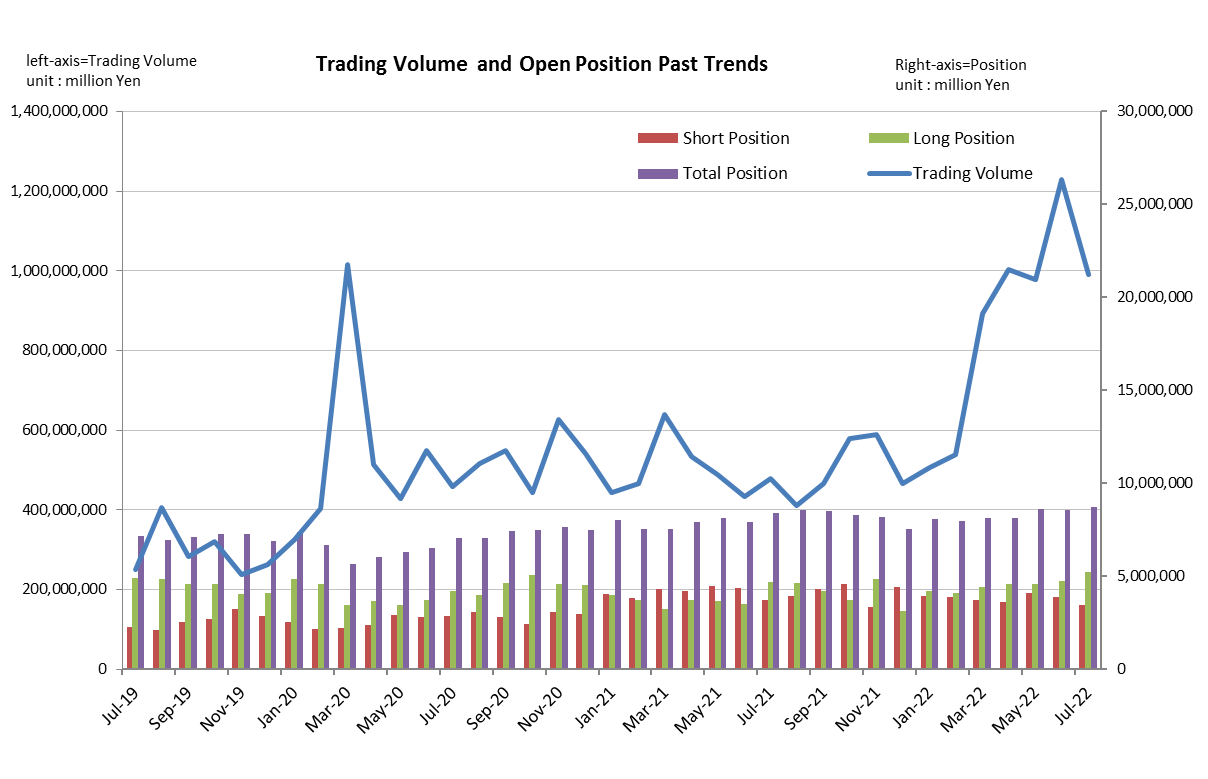 left-axis=Trading Volume
unit : million Yen
Trading Volume and Open Position Past Trends
Right-axis=Position
unit : million Yen
1,400,000,000
1,200,000,000
1,000,000,000
800,000,000
600,000,000
400,000,000
200,000,000
0
30,000,000
25,000,000
20,000,000
15,000,000
10,000,000
5,000,000
0
Short Position
Long Position
Total Position
Trading Volume
Jul-19
Sep-19
Nov-19
Jan-20
Mar-20
May-20
Jul-20
Sep-20
Nov-20
Jan-21
Mar-21
May-21
Jul-21
Sep-21
Nov-21
Jan-22
Mar-22
May-22
Jul-22